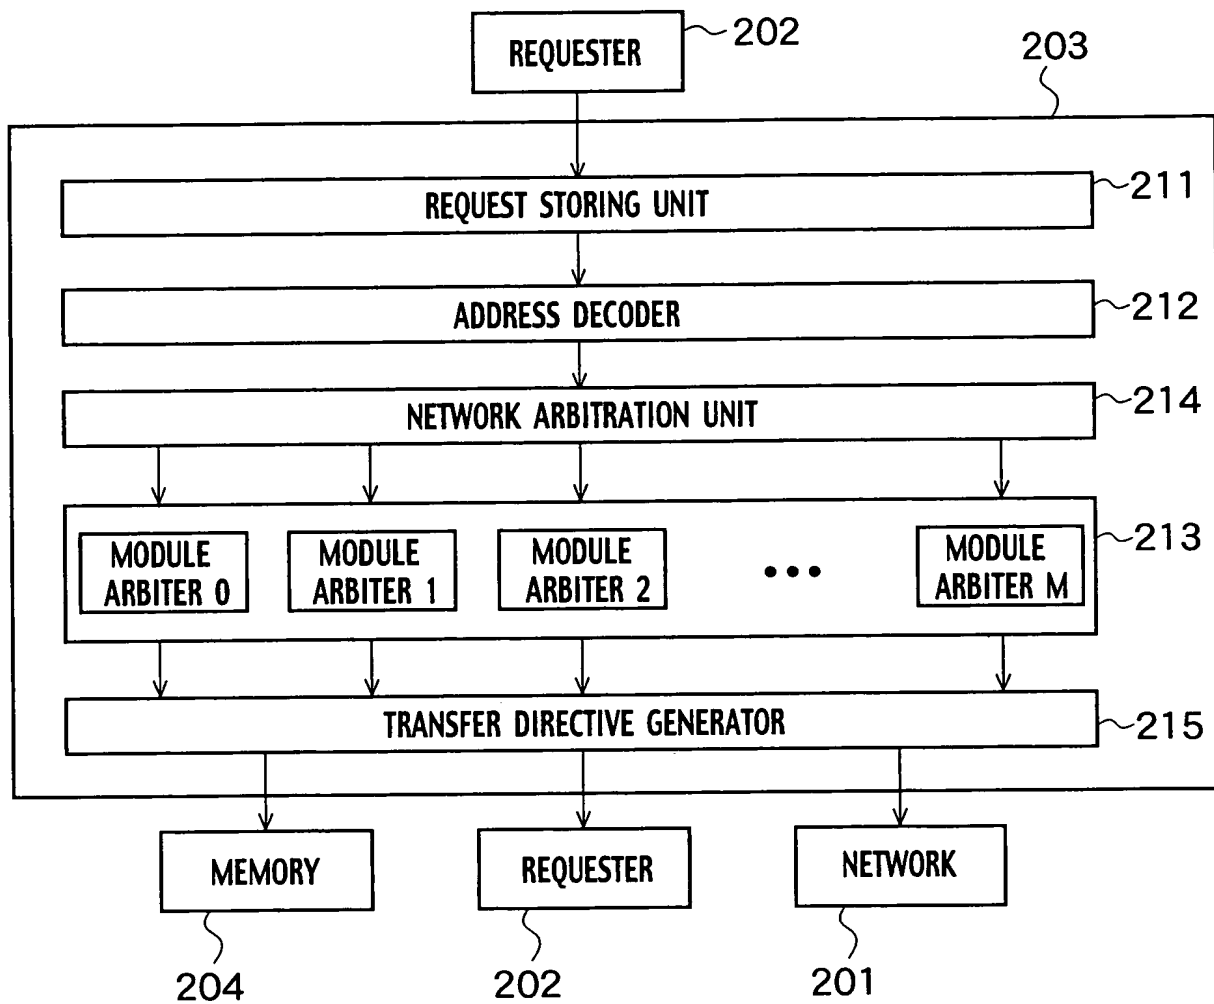 REQUESTER
202
203
REQUEST STORING UNIT
211
ADDRESS DECODER
212
NETWORK ARBITRATION UNIT
214
MODULE
ARBITER 0
MODULE
ARBITER 1
MODULE
ARBITER 2
•••
MODULE
ARBITER M
213
TRANSFER DIRECTIVE GENERATOR
215
MEMORY
REQUESTER
NETWORK
204
202
201